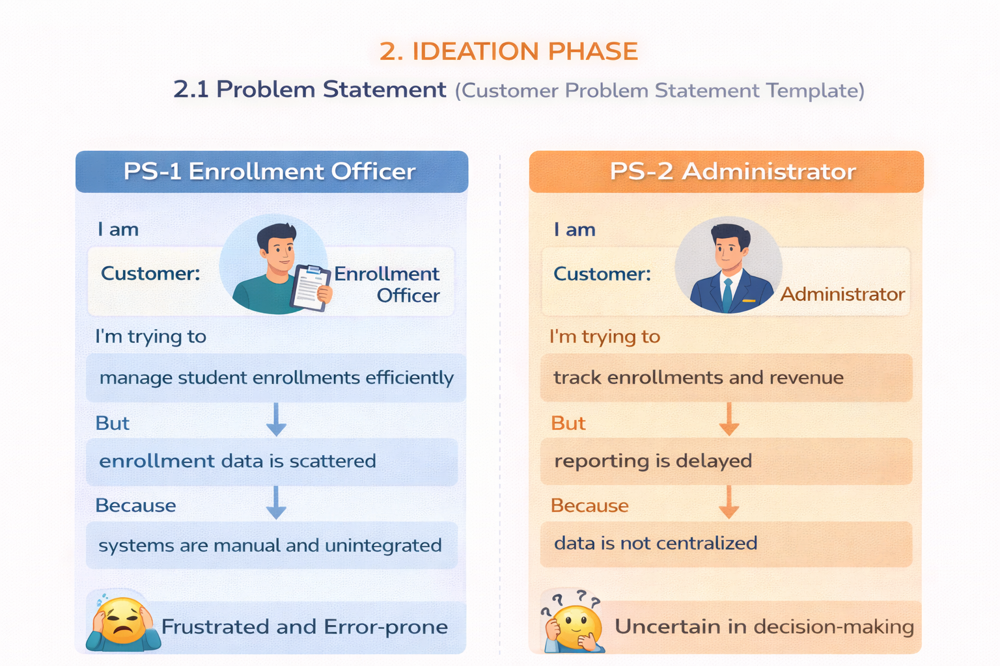 2. IDEATION PHASE
2.1 Problem Statement (Customer Problem Statement Template)
PS-1 Enrollment Officer
I am
Customer:
Enrollment
Officer
I'm trying to
manage student enrollments efficiently
But
enrollment data is scattered
Because
systems are manual and unintegrated
Frustrated and Error-prone
PS-2 Administrator
I am
Customer:
Administrator
I'm trying to
track enrollments and revenue
But
reporting is delayed
Because
data is not centralized
? ? ? ?
Uncertain in decision-making